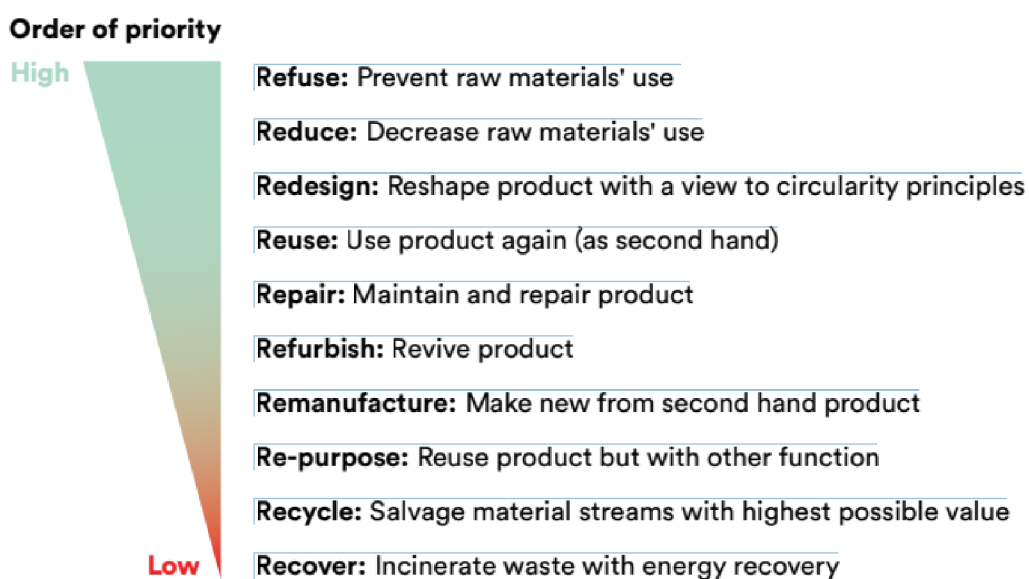 Order of priority
High
Refuse: Prevent raw materials' use
Reduce: Decrease raw materials' use
Redesign: Reshape product with a view to circularity principles
Reuse: Use product again (as second hand)
Repair: Maintain and repair product
Refurbish: Revive product
Remanufacture: Make new from second hand product
Re-purpose: Reuse product but with other function
Recycle: Salvage material streams with highest possible value
Low
Recover: Incinerate waste with energy recovery